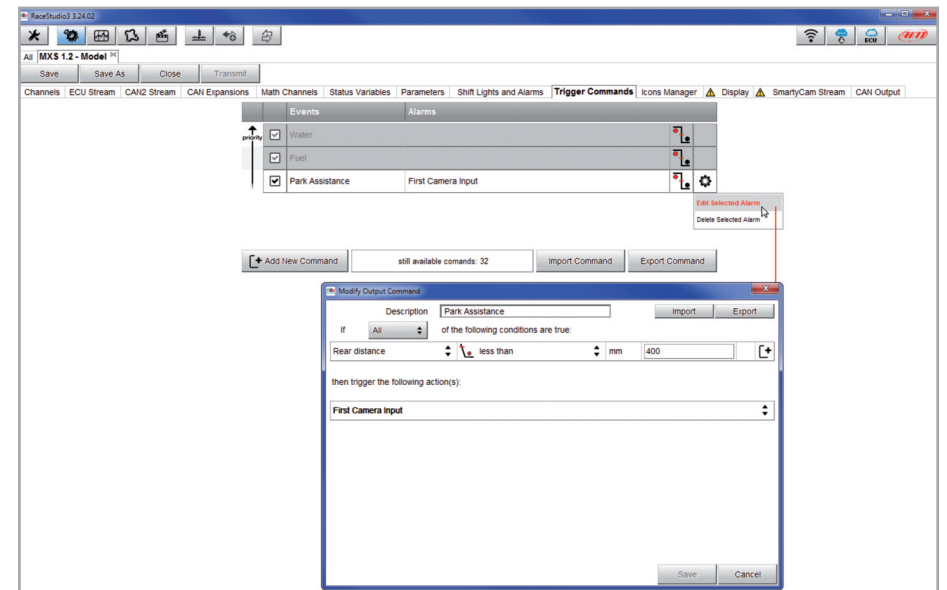 RaceStudio3 3.24.02
ECU
AiM
All MXS 1.2 - Model
Save Save As Close Transmit
Channels ECU Stream CAN2 Stream CAN Expansions Math Channels Status Variables Parameters Shift Lights and Alarms Trigger Commands Icons Manager Display SmartyCam Stream CAN Output
Events Alarms
priority Water
Fuel
Park Assistance First Camera Input
Edit Selected Alarm
Delete Selected Alarm
Add New Command still available comands: 32 Import Command Export Command
Modify Output Command
Description Park Assistance Import Export
If All of the following conditions are true:
Rear distance less than mm 400
then trigger the following action(s):
First Camera Input
Save Cancel